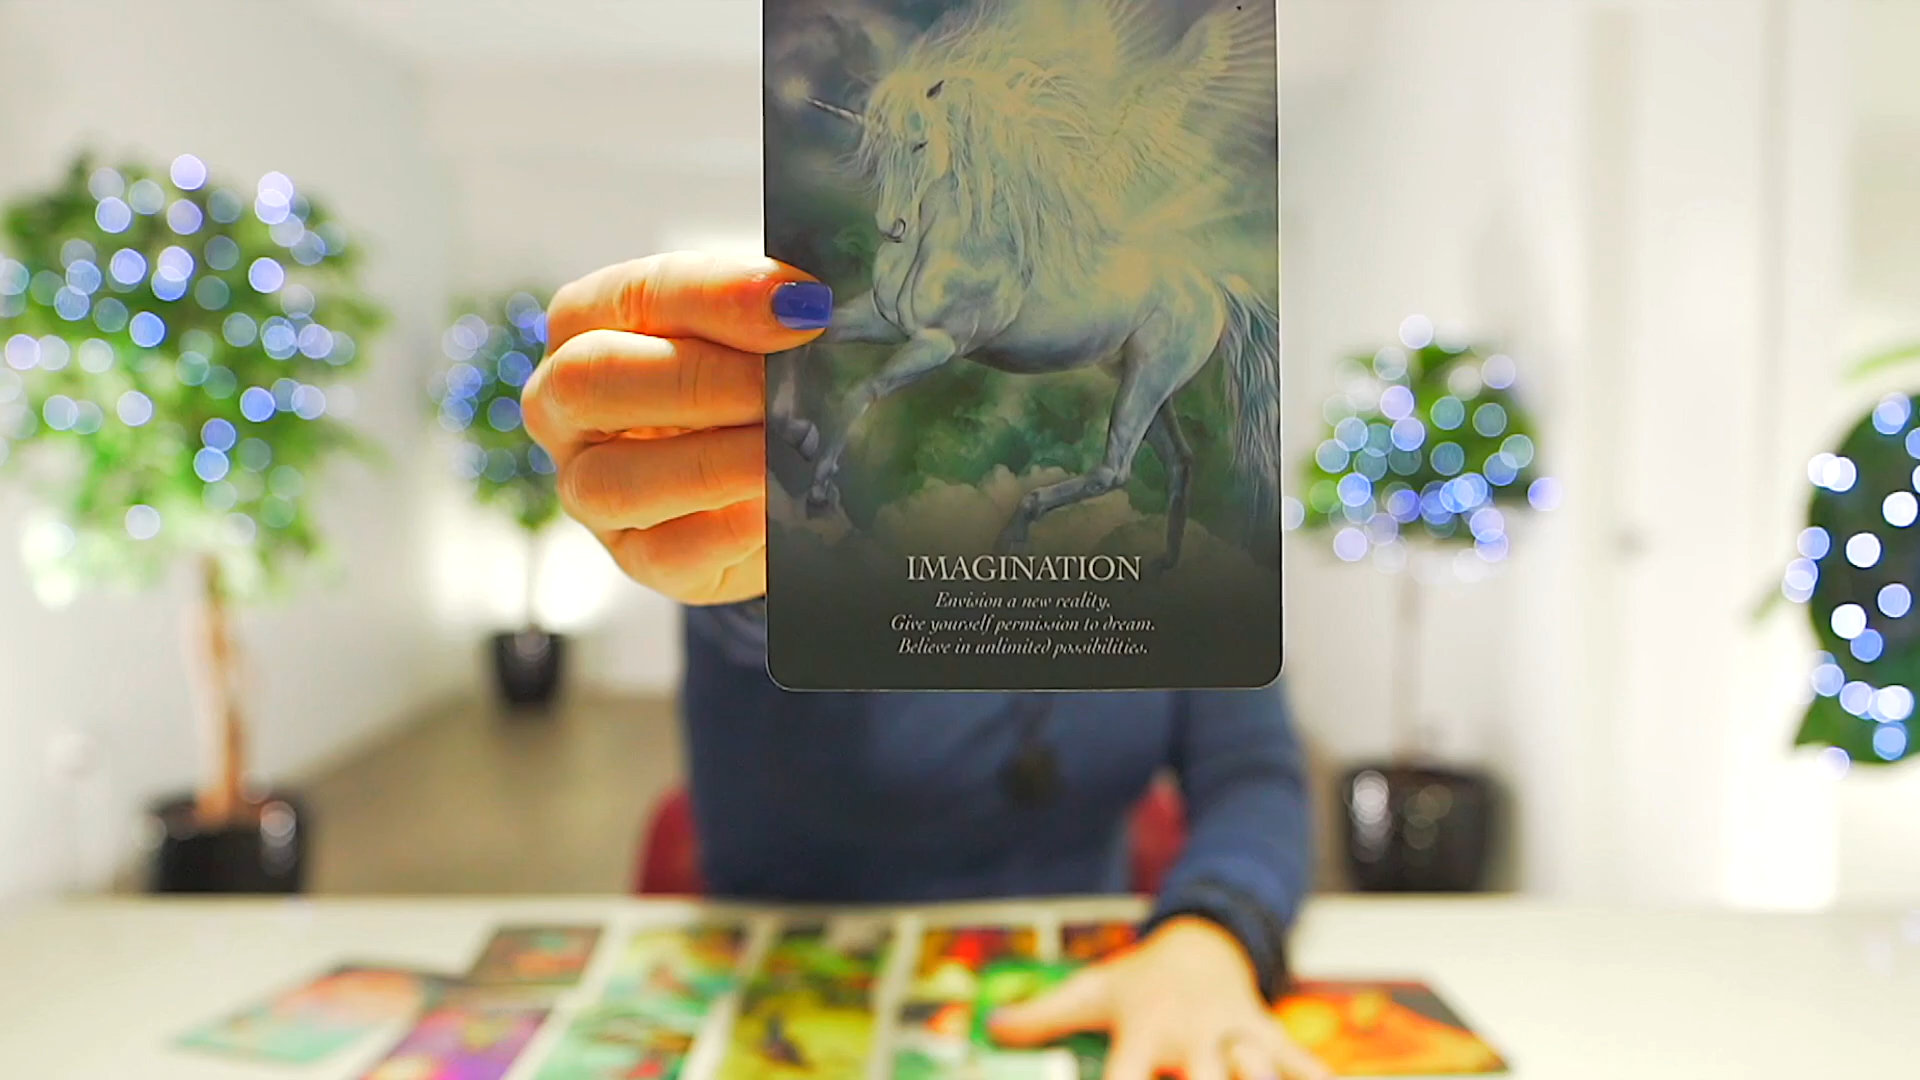 IMAGINATION
Envision a new reality.
Give yourself permission to dream.
Believe in unlimited possibilities.